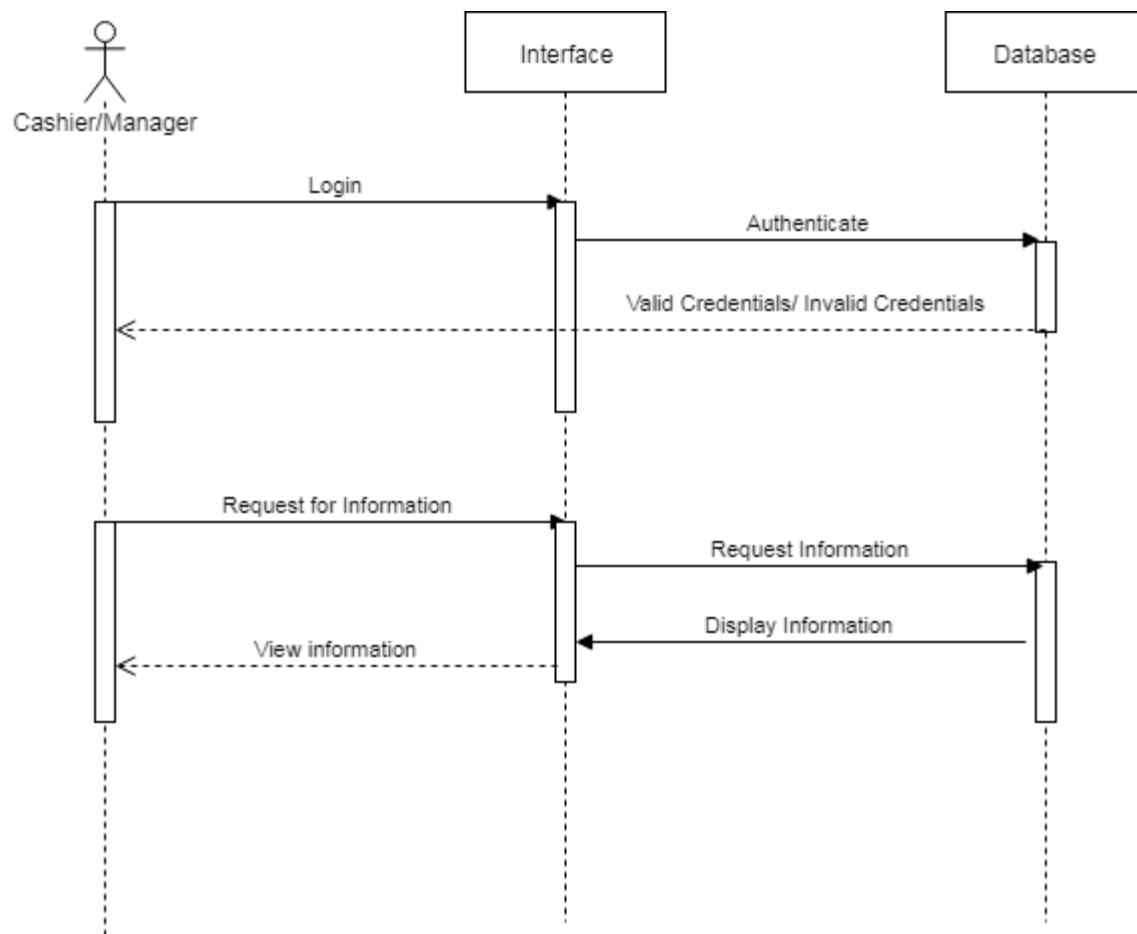 Interface
Database
Cashier/Manager
Login
Authenticate
Valid Credentials/ Invalid Credentials
Request for Information
Request Information
Display Information
View information